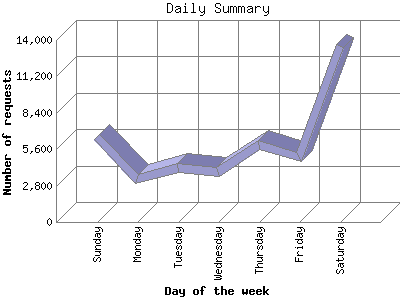 Daily Summary
Number of requests
14,000
11,200
8,400
5,600
2,800
0
Sunday
Monday
Tuesday
Wednesday
Thursday
Friday
Saturday
Day of the week